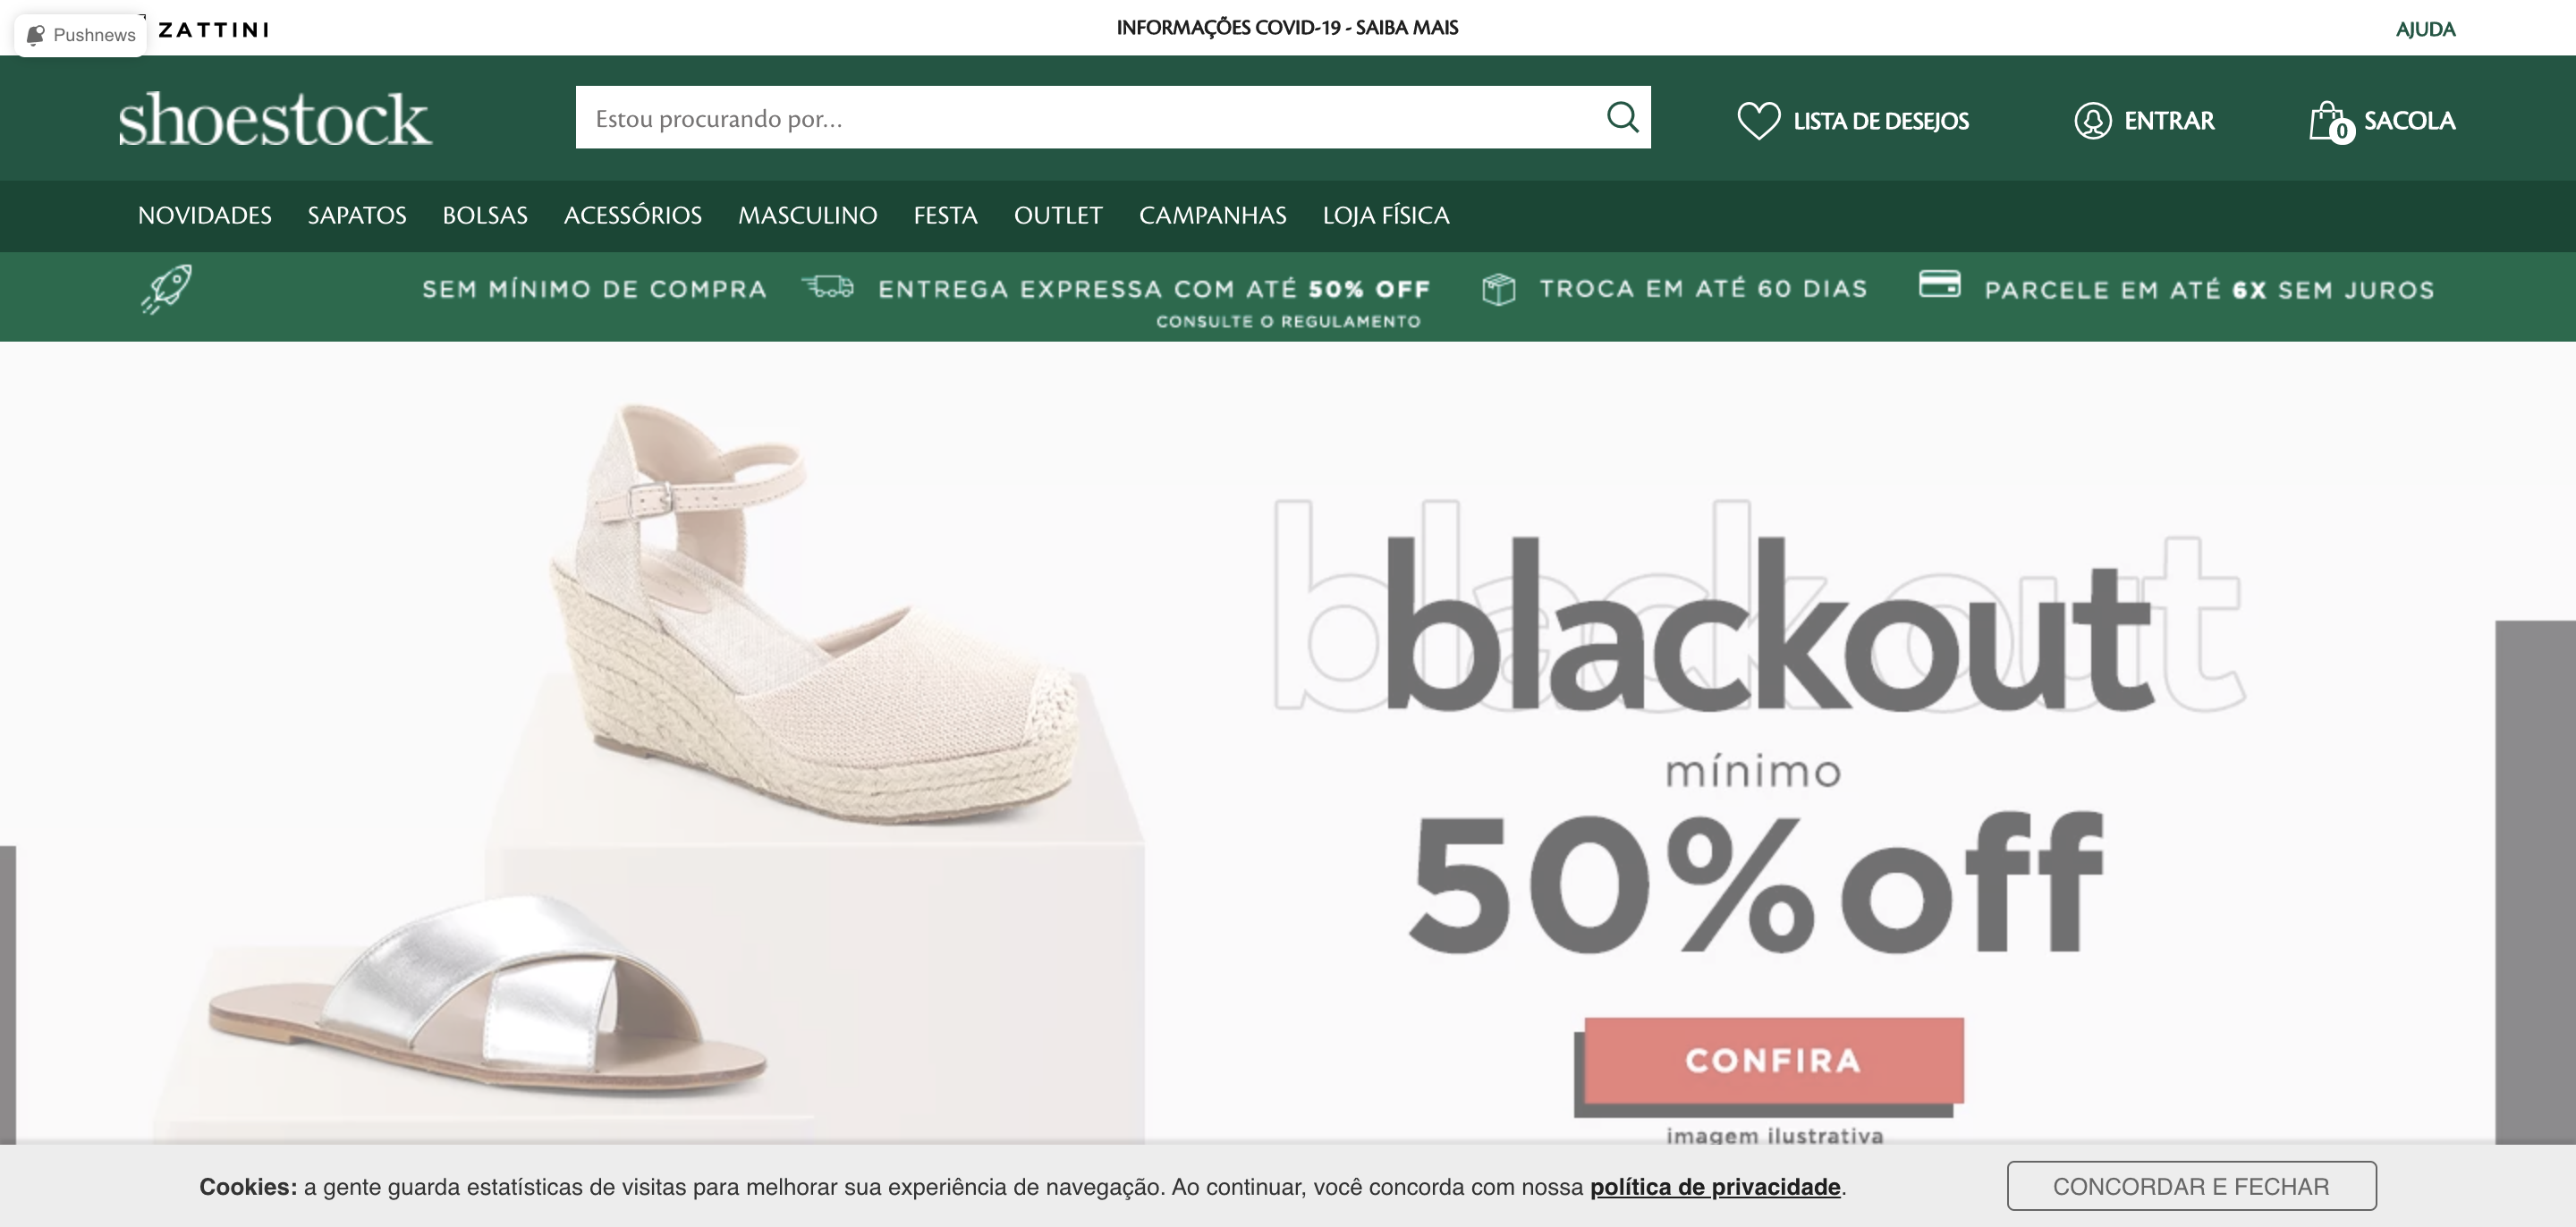 Pushnews
ZATTINI
INFORMAÇÕES COVID-19 - SAIBA MAIS
AJUDA
shoestock
Estou procurando por...
LISTA DE DESEJOS
ENTRAR
0
SACOLA
NOVIDADES SAPATOS BOLSAS ACESSÓRIOS MASCULINO FESTA OUTLET CAMPANHAS LOJA FÍSICA
SEM MÍNIMO DE COMPRA
ENTREGA EXPRESSA COM ATÉ 50% OFF
CONSULTE O REGULAMENTO
TROCA EM ATÉ 60 DIAS
PARCELE EM ATÉ 6X SEM JUROS
blackout
blackout
mínimo
50% off
CONFIRA
imagem ilustrativa
Cookies: a gente guarda estatísticas de visitas para melhorar sua experiência de navegação. Ao continuar, você concorda com nossa política de privacidade.
CONCORDAR E FECHAR